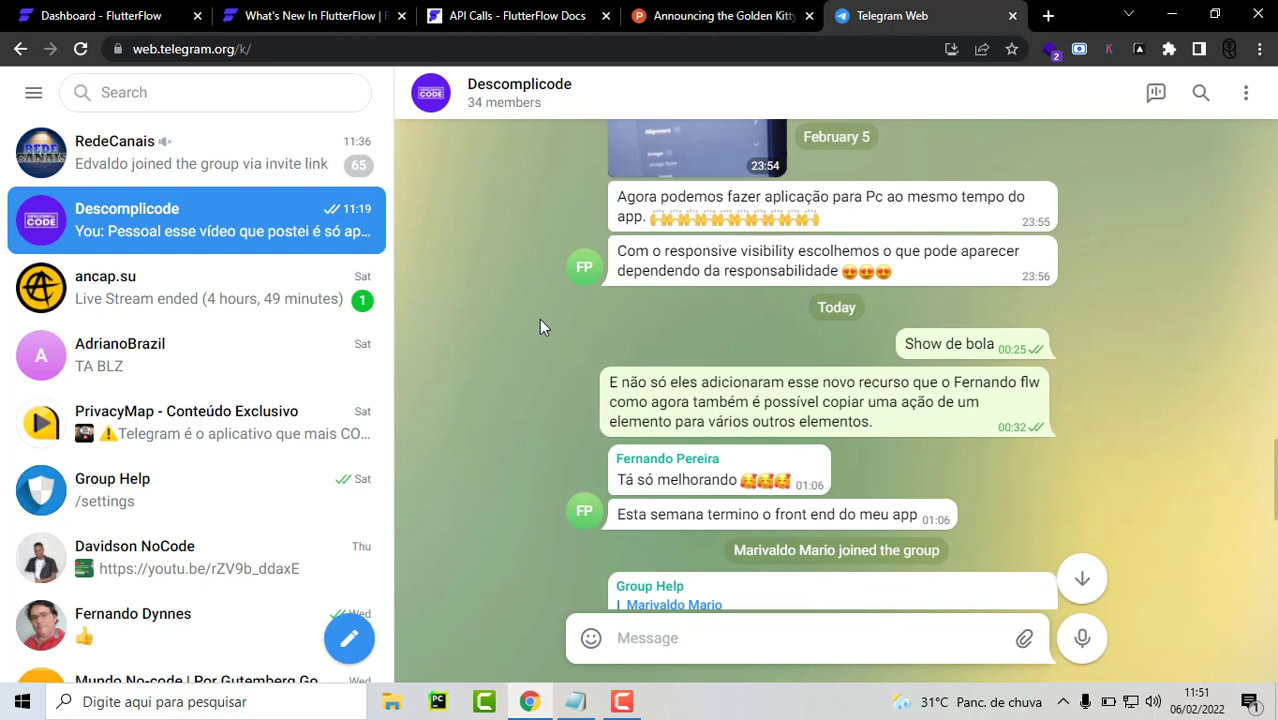 Dashboard - FlutterFlow
What's New In FlutterFlow | F
API Calls - FlutterFlow Docs
Announcing the Golden Kitty
Telegram Web
web.telegram.org/k/
2
Search
RedeCanais
11:36
Edvaldo joined the group via invite link
65
Descomplicode
11:19
You: Pessoal esse vídeo que postei é só ap...
ancap.su
Sat
Live Stream ended (4 hours, 49 minutes)
1
A
AdrianoBrazil
Sat
TA BLZ
PrivacyMap - Conteúdo Exclusivo
Sat
⚠️Telegram é o aplicativo que mais CO...
Group Help
Sat
/settings
Davidson NoCode
Thu
https://youtu.be/rZV9b_ddaxE
Fernando Dynnes
Wed
👍
Mundo No-code | Por Gutemberg Go
Descomplicode
34 members
February 5
Alignment
Image
23:54
Agora podemos fazer aplicação para Pc ao mesmo tempo do
app. 🙌🙌🙌🙌🙌🙌🙌🙌🙌
23:55
FP
Com o responsive visibility escolhemos o que pode aparecer
dependendo da responsabilidade 😍😍😍
23:56
Today
Show de bola
00:25
E não só eles adicionaram esse novo recurso que o Fernando flw
como agora também é possível copiar uma ação de um
elemento para vários outros elementos.
00:32
Fernando Pereira
Tá só melhorando 🥰🥰🥰
01:06
FP
Esta semana termino o front end do meu app
01:06
Marivaldo Mario joined the group
Group Help
Marivaldo Mario
Message
Digite aqui para pesquisar
31°C Panc. de chuva
11:51
06/02/2022
1